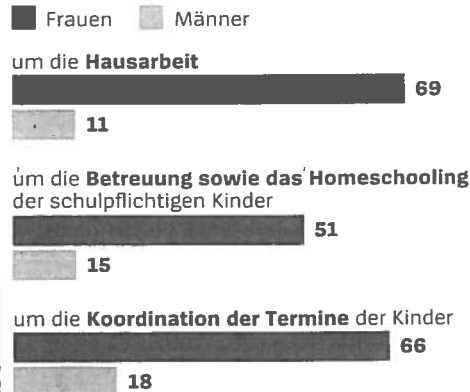 Frauen Männer
um die Hausarbeit
69
11
um die Betreuung sowie das Homeschooling
der schulpflichtigen Kinder
51
15
um die Koordination der Termine der Kinder
66
18